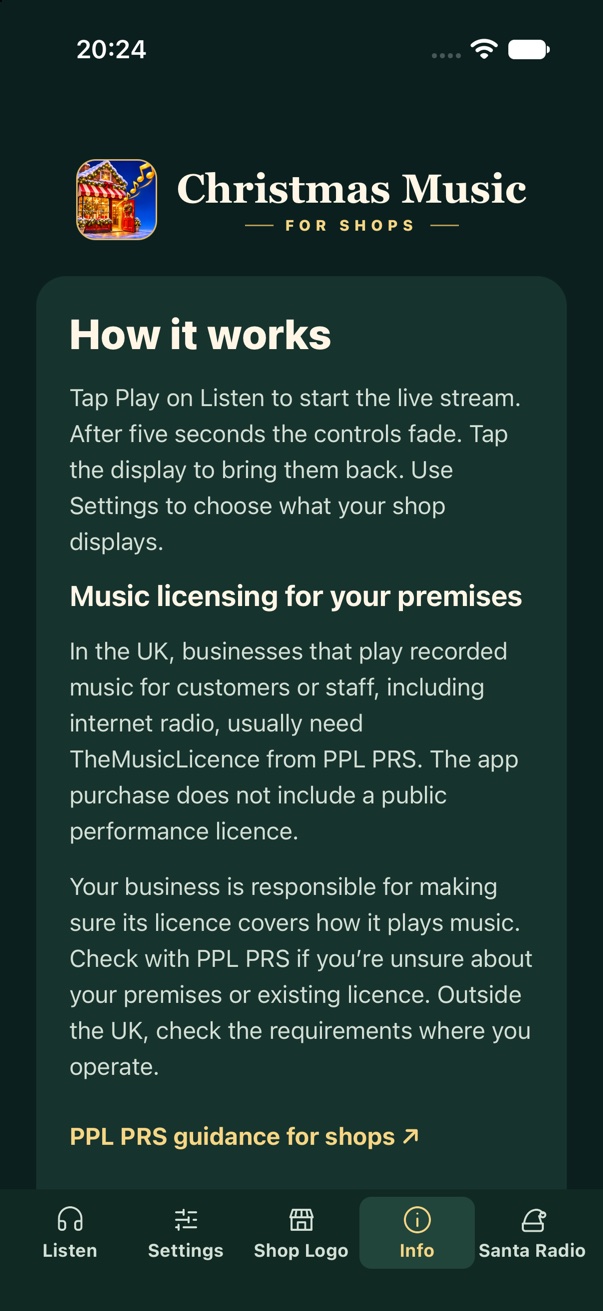 20:24
Christmas Music
FOR SHOPS
How it works
Tap Play on Listen to start the live stream.
After five seconds the controls fade. Tap
the display to bring them back. Use
Settings to choose what your shop
displays.
Music licensing for your premises
In the UK, businesses that play recorded
music for customers or staff, including
internet radio, usually need
TheMusicLicence from PPL PRS. The app
purchase does not include a public
performance licence.
Your business is responsible for making
sure its licence covers how it plays music.
Check with PPL PRS if you’re unsure about
your premises or existing licence. Outside
the UK, check the requirements where you
operate.
PPL PRS guidance for shops ↗
Listen
Settings
Shop Logo
Info
Santa Radio